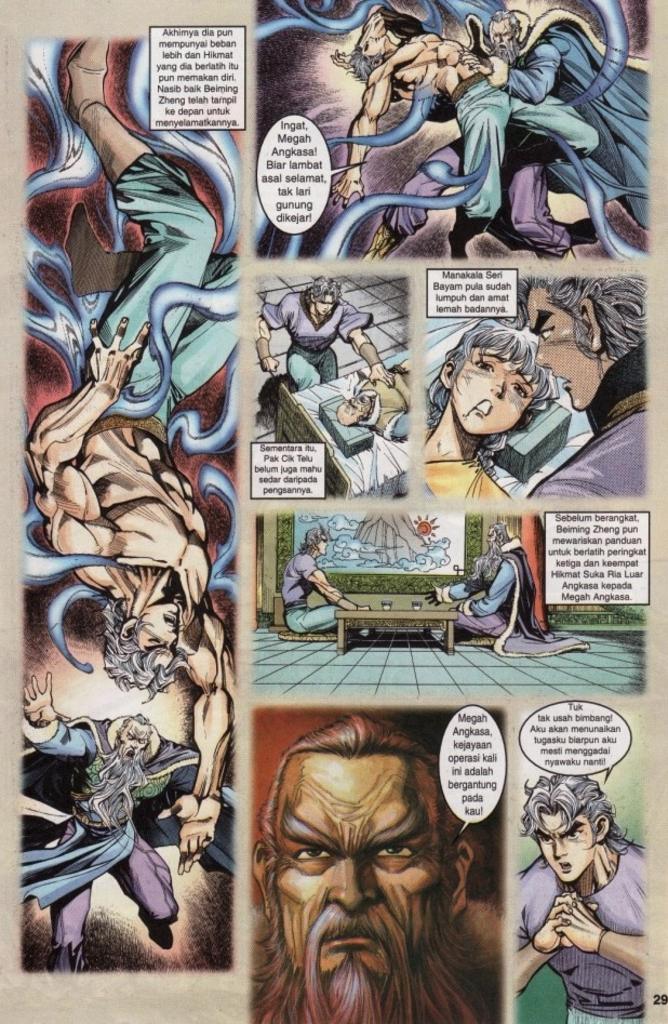 Akhirnya dia pun
mempunyai beban
lebih dan Hikmat
yang dia berlatih itu
pun memakan diri.
Nasib baik Beiming
Zheng telah tampil
ke depan untuk
menyelamatkannya.
Ingat,
Megah
Angkasa!
Biar lambat
asal selamat,
tak lari
gunung
dikejar!
Sementara itu,
Pak Cik Telu
belum juga mahu
sedar daripada
pengsannya.
Manakala Seri
Bayam pula sudah
lumpuh dan amat
lemah badannya.
Sebelum berangkat,
Beiming Zheng pun
mewariskan panduan
untuk berlatih peringkat
ketiga dan keempat
Hikmat Suka Ria Luar
Angkasa kepada
Megah Angkasa.
Megah
Angkasa,
kejayaan
operasi kali
ini adalah
bergantung
pada
kau!
Tuk
tak usah bimbang!
Aku akan menunaikan
tugasku biarpun aku
mesti menggadai
nyawaku nanti!
29